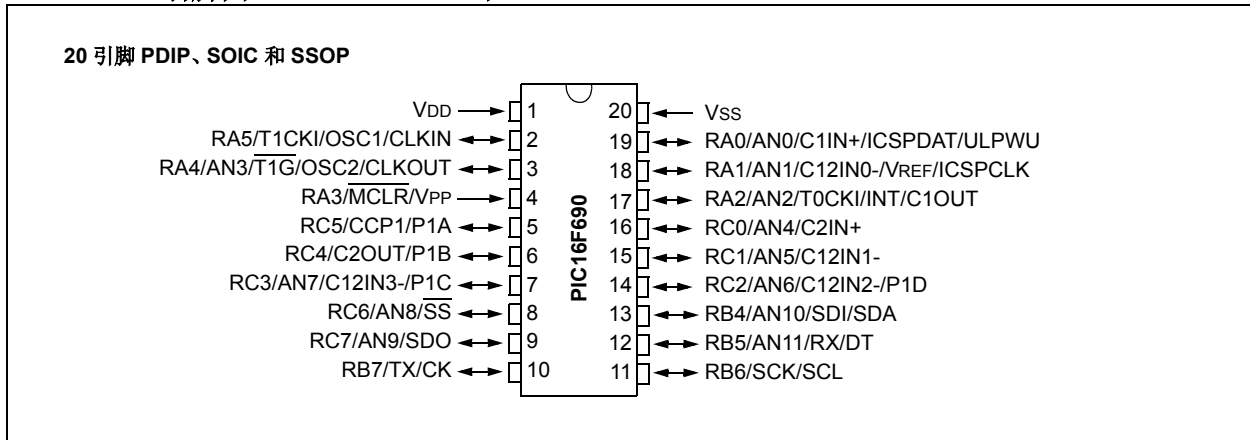 20 引脚 PDIP、SOIC 和 SSOP
VDD
1
20
VSS
RA5/T1CKI/OSC1/CLKIN
2
19
RA0/AN0/C1IN+/ICSPDAT/ULPWU
RA4/AN3/T1G/OSC2/CLKOUT
3
18
RA1/AN1/C12IN0-/VREF/ICSPCLK
RA3/MCLR/VPP
4
17
RA2/AN2/T0CKI/INT/C1OUT
RC5/CCP1/P1A
5
16
RC0/AN4/C2IN+
RC4/C2OUT/P1B
6
15
RC1/AN5/C12IN1-
RC3/AN7/C12IN3-/P1C
7
14
RC2/AN6/C12IN2-/P1D
RC6/AN8/SS
8
13
RB4/AN10/SDI/SDA
RC7/AN9/SDO
9
12
RB5/AN11/RX/DT
RB7/TX/CK
10
11
RB6/SCK/SCL
PIC16F690